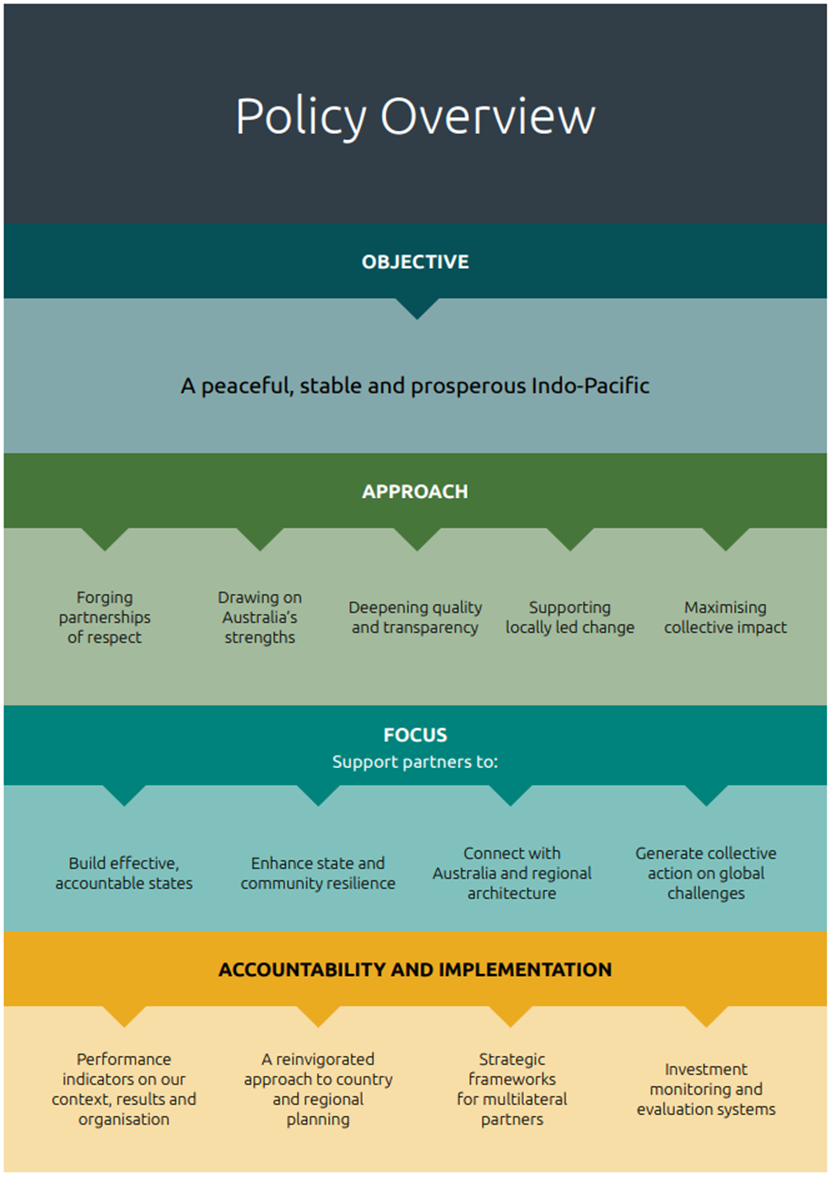 Policy Overview
OBJECTIVE
A peaceful, stable and prosperous Indo-Pacific
APPROACH
Forging
partnerships
of respect
Drawing on
Australia's
strengths
Deepening quality
and transparency
Supporting
locally led change
Maximising
collective impact
FOCUS
Support partners to:
Build effective,
accountable states
Enhance state and
community resilience
Connect with
Australia and regional
architecture
Generate collective
action on global
challenges
ACCOUNTABILITY AND IMPLEMENTATION
Performance
indicators on our
context, results and
organisation
A reinvigorated
approach to country
and regional
planning
Strategic
frameworks
for multilateral
partners
Investment
monitoring and
evaluation systems